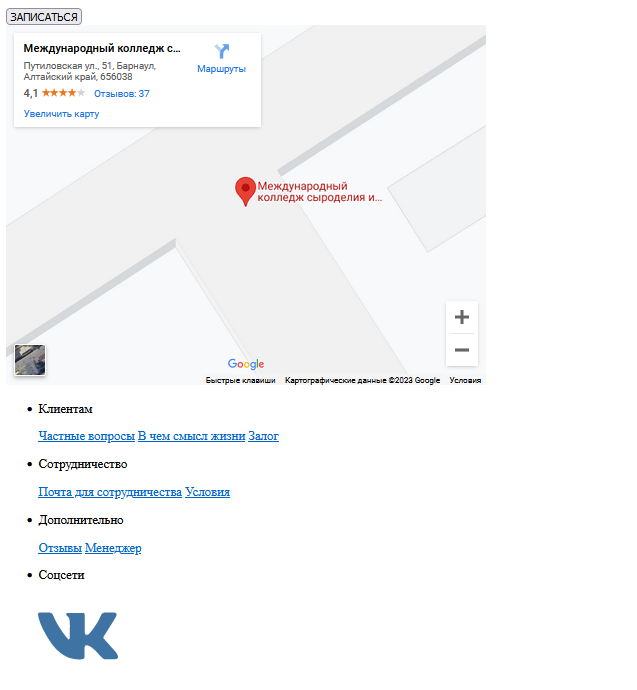 ЗАПИСАТЬСЯ
Международный колледж с...
Путиловская ул., 51, Барнаул,
Алтайский край, 656038
Маршруты
4,1 Отзывов: 37
Увеличить карту
Международный
колледж сыроделия и...
Google
Быстрые клавиши Картографические данные ©2023 Google Условия
Клиентам
Частные вопросы В чем смысл жизни Залог
Сотрудничество
Почта для сотрудничества Условия
Дополнительно
Отзывы Менеджер
Соцсети
VK